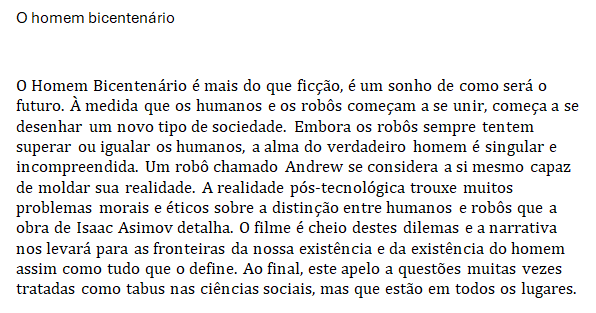 O homem bicentenário
O Homem Bicentenário é mais do que ficção, é um sonho de como será o
futuro. À medida que os humanos e os robôs começam a se unir, começa a se
desenhar um novo tipo de sociedade. Embora os robôs sempre tentem
superar ou igualar os humanos, a alma do verdadeiro homem é singular e
incompreendida. Um robô chamado Andrew se considera a si mesmo capaz
de moldar sua realidade. A realidade pós-tecnológica trouxe muitos
problemas morais e éticos sobre a distinção entre humanos e robôs que a
obra de Isaac Asimov detalha. O filme é cheio destes dilemas e a narrativa
nos levará para as fronteiras da nossa existência e da existência do homem
assim como tudo que o define. Ao final, este apelo a questões muitas vezes
tratadas como tabus nas ciências sociais, mas que estão em todos os lugares.